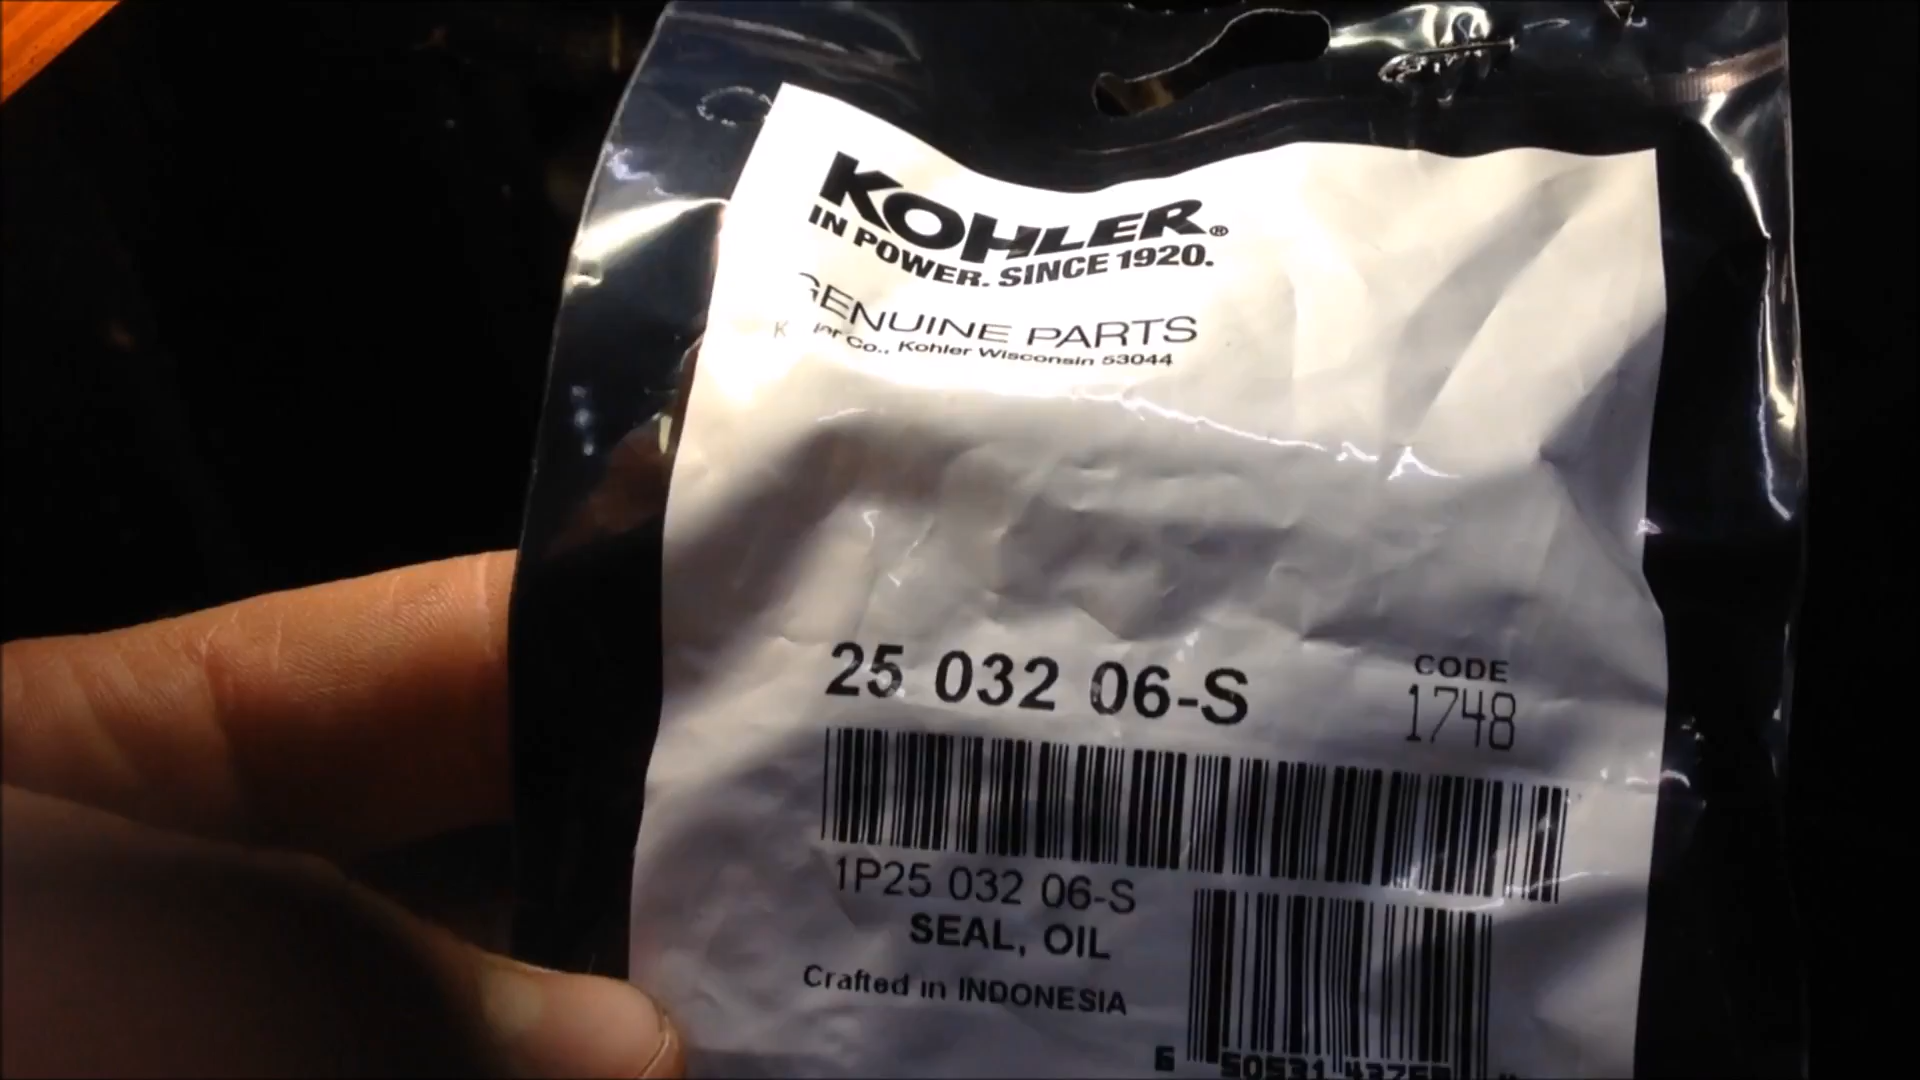 KOHLER®
IN POWER. SINCE 1920.
GENUINE PARTS
Co., Kohler Wisconsin 53044
25 032 06-S
CODE
1748
1P25 032 06-S
SEAL, OIL
Crafted in INDONESIA
6